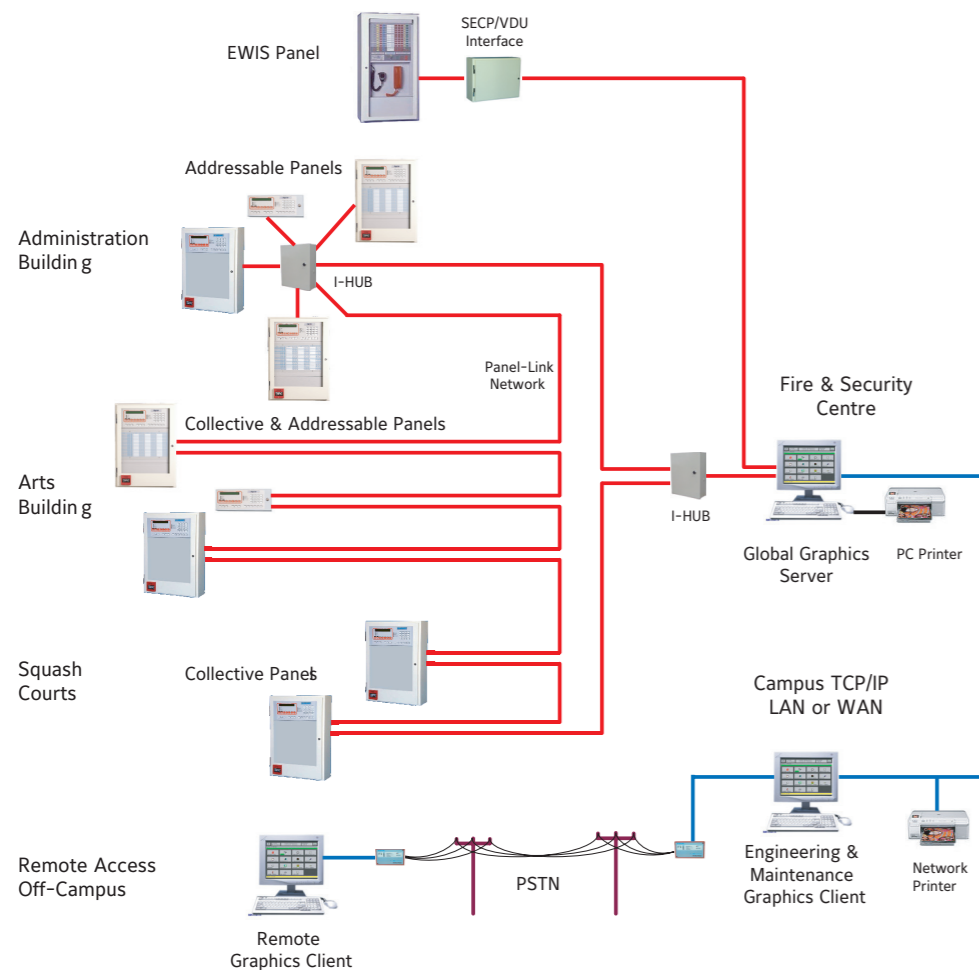 SECP/VDU
Interface
EWIS Panel
Addressable Panels
Administration
Buildin g
I-HUB
Panel-Link
Network
Fire & Security
Centre
Collective & Addressable Panels
Arts
Buildin g
I-HUB
Global Graphics
Server
PC Printer
Squash
Courts
Collective Panels
Campus TCP/IP
LAN or WAN
Remote Access
Off-Campus
PSTN
Engineering &
Maintenance
Graphics Client
Network
Printer
Remote
Graphics Client